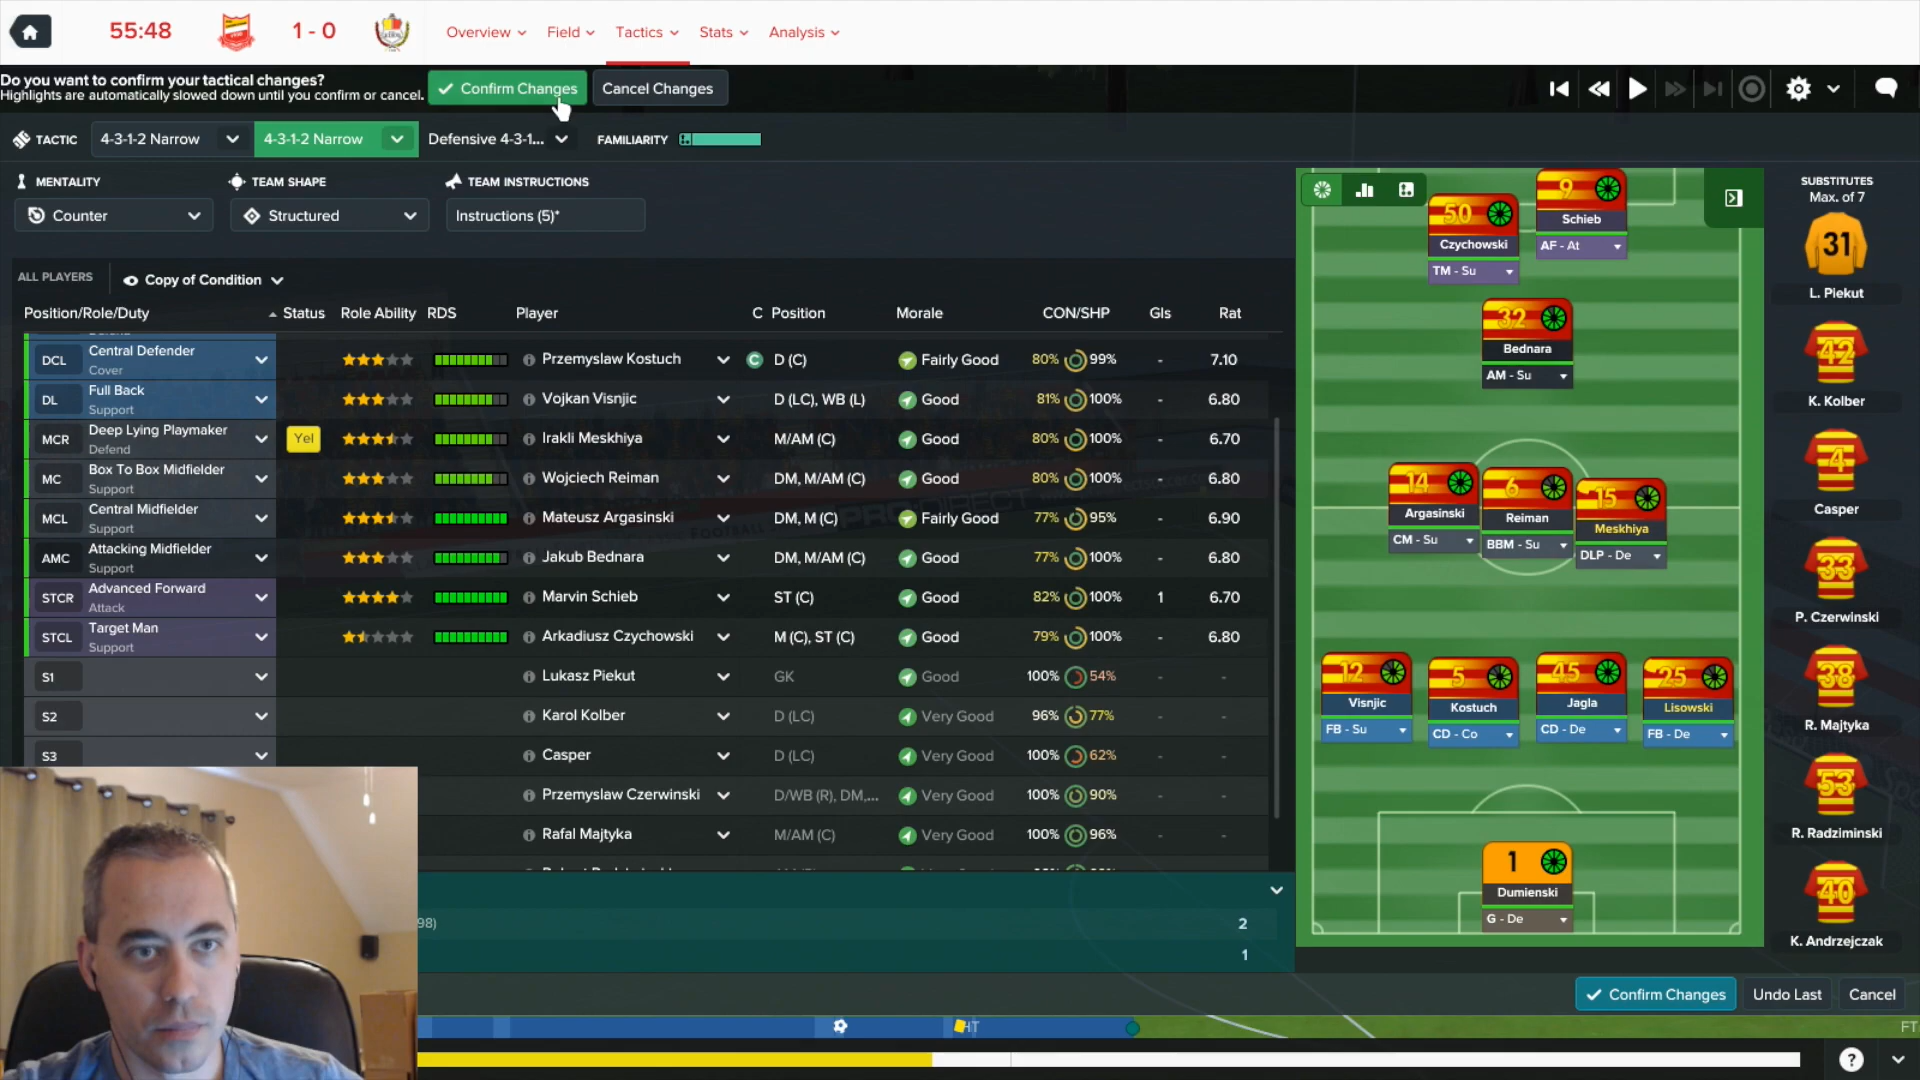 55:48
1 - 0
Overview
Field
Tactics
Stats
Analysis
Do you want to confirm your tactical changes?
Highlights are automatically slowed down until you confirm or cancel.
Confirm Changes
Cancel Changes
TACTIC
4-3-1-2 Narrow
4-3-1-2 Narrow
Defensive 4-3-1...
FAMILIARITY
MENTALITY
TEAM SHAPE
TEAM INSTRUCTIONS
Counter
Structured
Instructions (5)*
ALL PLAYERS
Copy of Condition
Position/Role/Duty Status Role Ability RDS Player C Position Morale CON/SHP Gls Rat
DCL Central Defender Cover Przemyslaw Kostuch C D (C) Fairly Good 80% 99% - 7.10
DL Full Back Support Vojkan Visnjic D (LC), WB (L) Good 81% 100% - 6.80
MCR Deep Lying Playmaker Defend Yel Irakli Meskhiya M/AM (C) Good 80% 100% - 6.70
MC Box To Box Midfielder Support Wojciech Reiman DM, M/AM (C) Good 80% 100% - 6.80
MCL Central Midfielder Support Mateusz Argasinski DM, M (C) Fairly Good 77% 95% - 6.90
AMC Attacking Midfielder Support Jakub Bednara DM, M/AM (C) Good 77% 100% - 6.80
STCR Advanced Forward Attack Marvin Schieb ST (C) Good 82% 100% 1 6.70
STCL Target Man Support Arkadiusz Czychowski M (C), ST (C) Good 79% 100% - 6.80
S1 Lukasz Piekut GK Good 100% 54% - -
S2 Karol Kolber D (LC) Very Good 96% 77% - -
S3 Casper D (LC) Very Good 100% 62% - -
Przemyslaw Czerwinski D/WB (R), DM,... Very Good 100% 90% - -
Rafal Majtyka M/AM (C) Very Good 100% 96% - -
98) 2
1
9
Schieb
AF - At
50
Czychowski
TM - Su
32
Bednara
AM - Su
14
Argasinski
CM - Su
6
Reiman
BBM - Su
15
Meskhiya
DLP - De
12
Visnjic
FB - Su
5
Kostuch
CD - Co
45
Jagla
CD - De
25
Lisowski
FB - De
1
Dumienski
G - De
SUBSTITUTES
Max. of 7
31
L. Piekut
42
K. Kolber
4
Casper
33
P. Czerwinski
38
R. Majtyka
53
R. Radziminski
40
K. Andrzejczak
Confirm Changes
Undo Last
Cancel
HT
FT
?